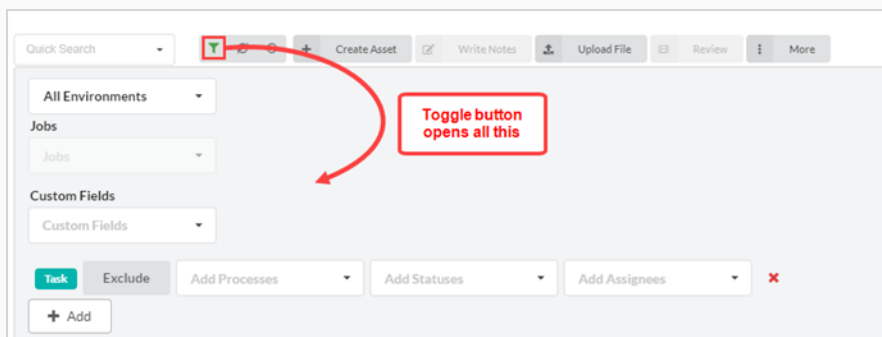 Quick Search
Create Asset
Write Notes
Upload File
Review
More
All Environments
Toggle button
opens all this
Jobs
Jobs
Custom Fields
Custom Fields
Task
Exclude
Add Processes
Add Statuses
Add Assignees
Add